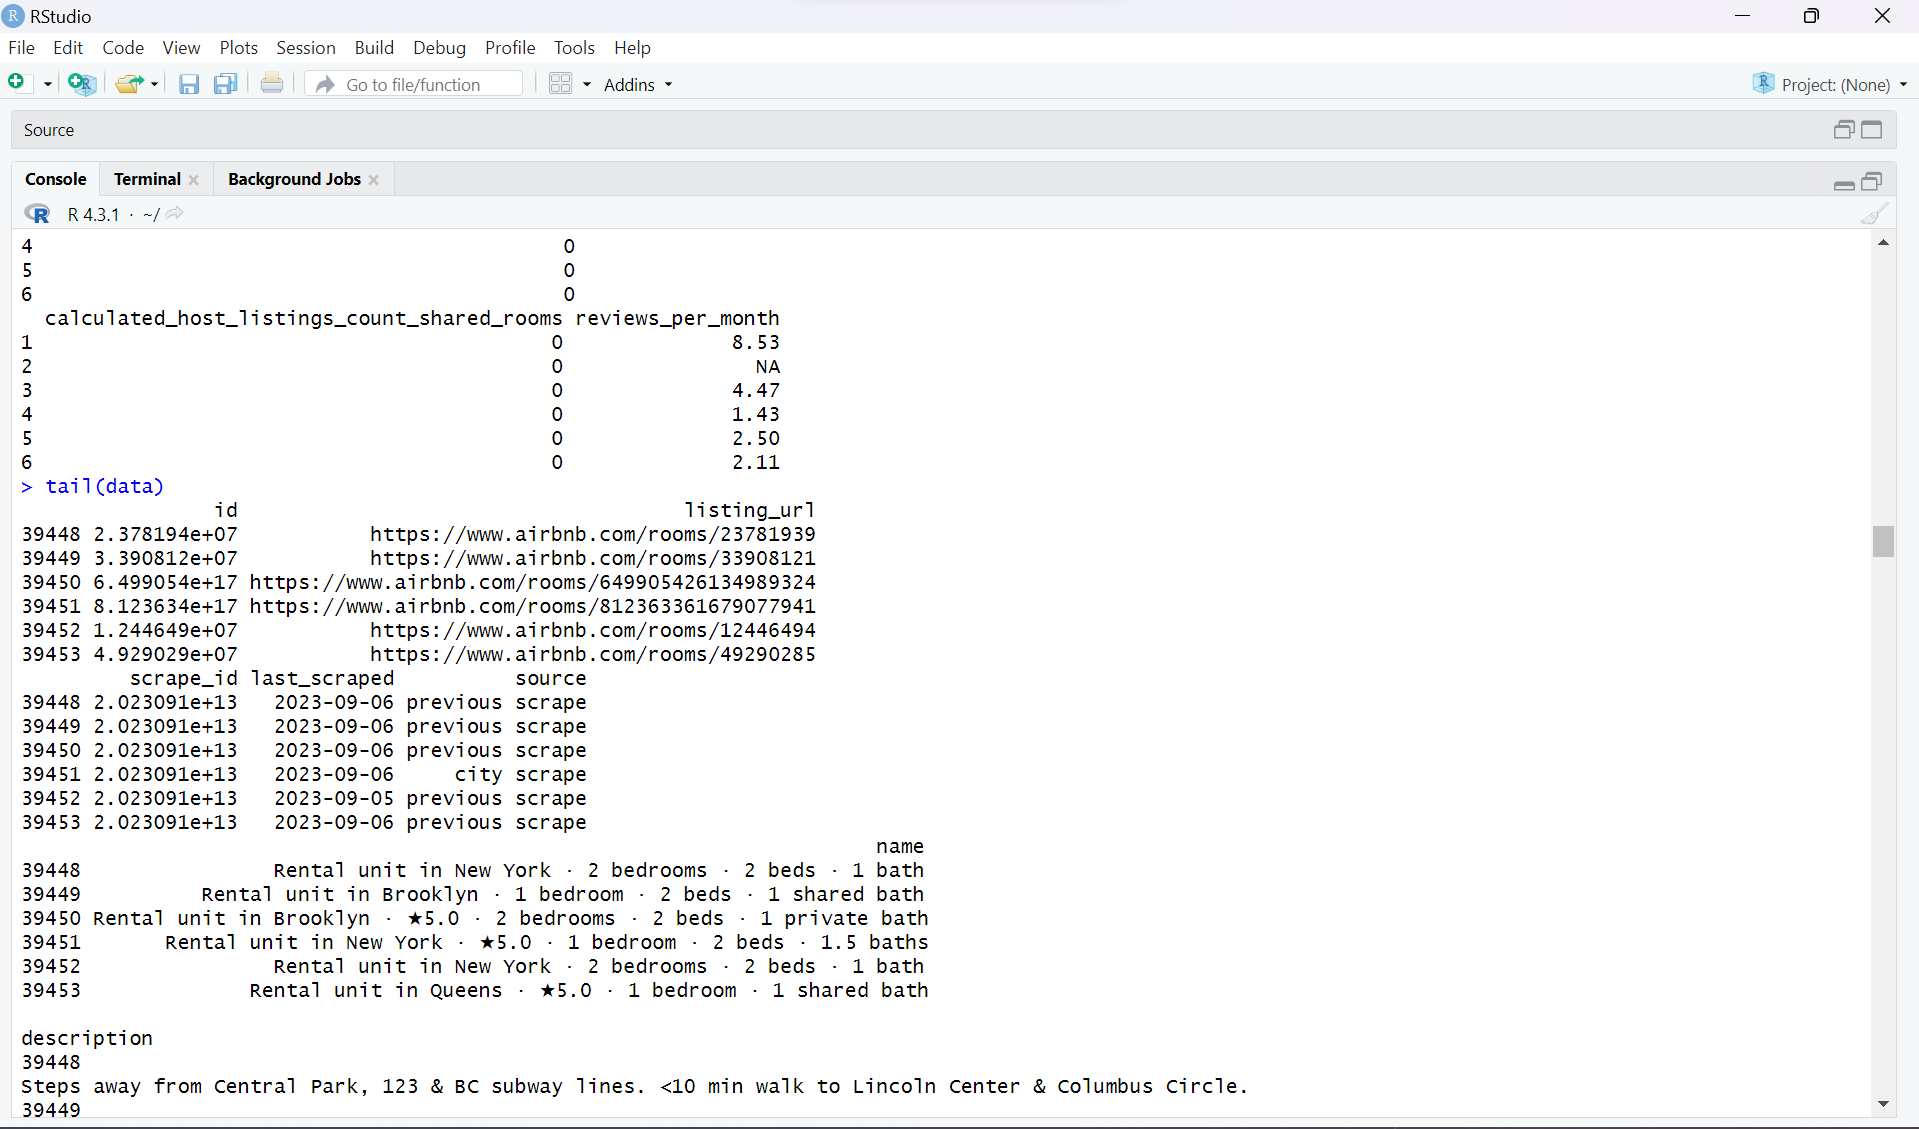 RStudio
File Edit Code View Plots Session Build Debug Profile Tools Help
Go to file/function Addins Project: (None)
Source
Console Terminal Background Jobs
R 4.3.1 · ~/
4 0
5 0
6 0
calculated_host_listings_count_shared_rooms reviews_per_month
1 0 8.53
2 0 NA
3 0 4.47
4 0 1.43
5 0 2.50
6 0 2.11
> tail(data)
id listing_url
39448 2.378194e+07 https://www.airbnb.com/rooms/23781939
39449 3.390812e+07 https://www.airbnb.com/rooms/33908121
39450 6.499054e+17 https://www.airbnb.com/rooms/649905426134989324
39451 8.123634e+17 https://www.airbnb.com/rooms/812363361679077941
39452 1.244649e+07 https://www.airbnb.com/rooms/12446494
39453 4.929029e+07 https://www.airbnb.com/rooms/49290285
scrape_id last_scraped source
39448 2.023091e+13 2023-09-06 previous scrape
39449 2.023091e+13 2023-09-06 previous scrape
39450 2.023091e+13 2023-09-06 previous scrape
39451 2.023091e+13 2023-09-06 city scrape
39452 2.023091e+13 2023-09-05 previous scrape
39453 2.023091e+13 2023-09-06 previous scrape
name
39448 Rental unit in New York · 2 bedrooms · 2 beds · 1 bath
39449 Rental unit in Brooklyn · 1 bedroom · 2 beds · 1 shared bath
39450 Rental unit in Brooklyn · ★5.0 · 2 bedrooms · 2 beds · 1 private bath
39451 Rental unit in New York · ★5.0 · 1 bedroom · 2 beds · 1.5 baths
39452 Rental unit in New York · 2 bedrooms · 2 beds · 1 bath
39453 Rental unit in Queens · ★5.0 · 1 bedroom · 1 shared bath
description
39448
Steps away from Central Park, 123 & BC subway lines. <10 min walk to Lincoln Center & Columbus Circle.
39449